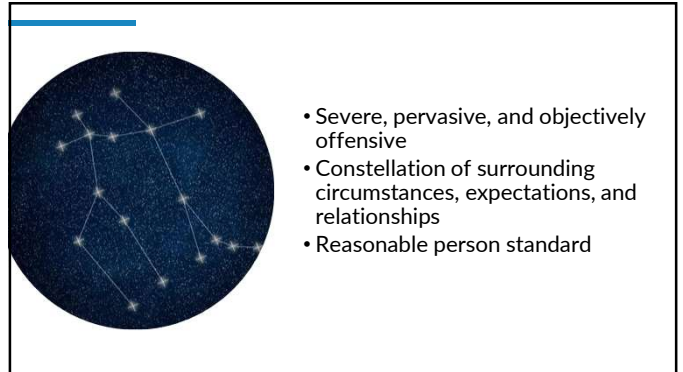 • Severe, pervasive, and objectively
offensive
• Constellation of surrounding
circumstances, expectations, and
relationships
• Reasonable person standard